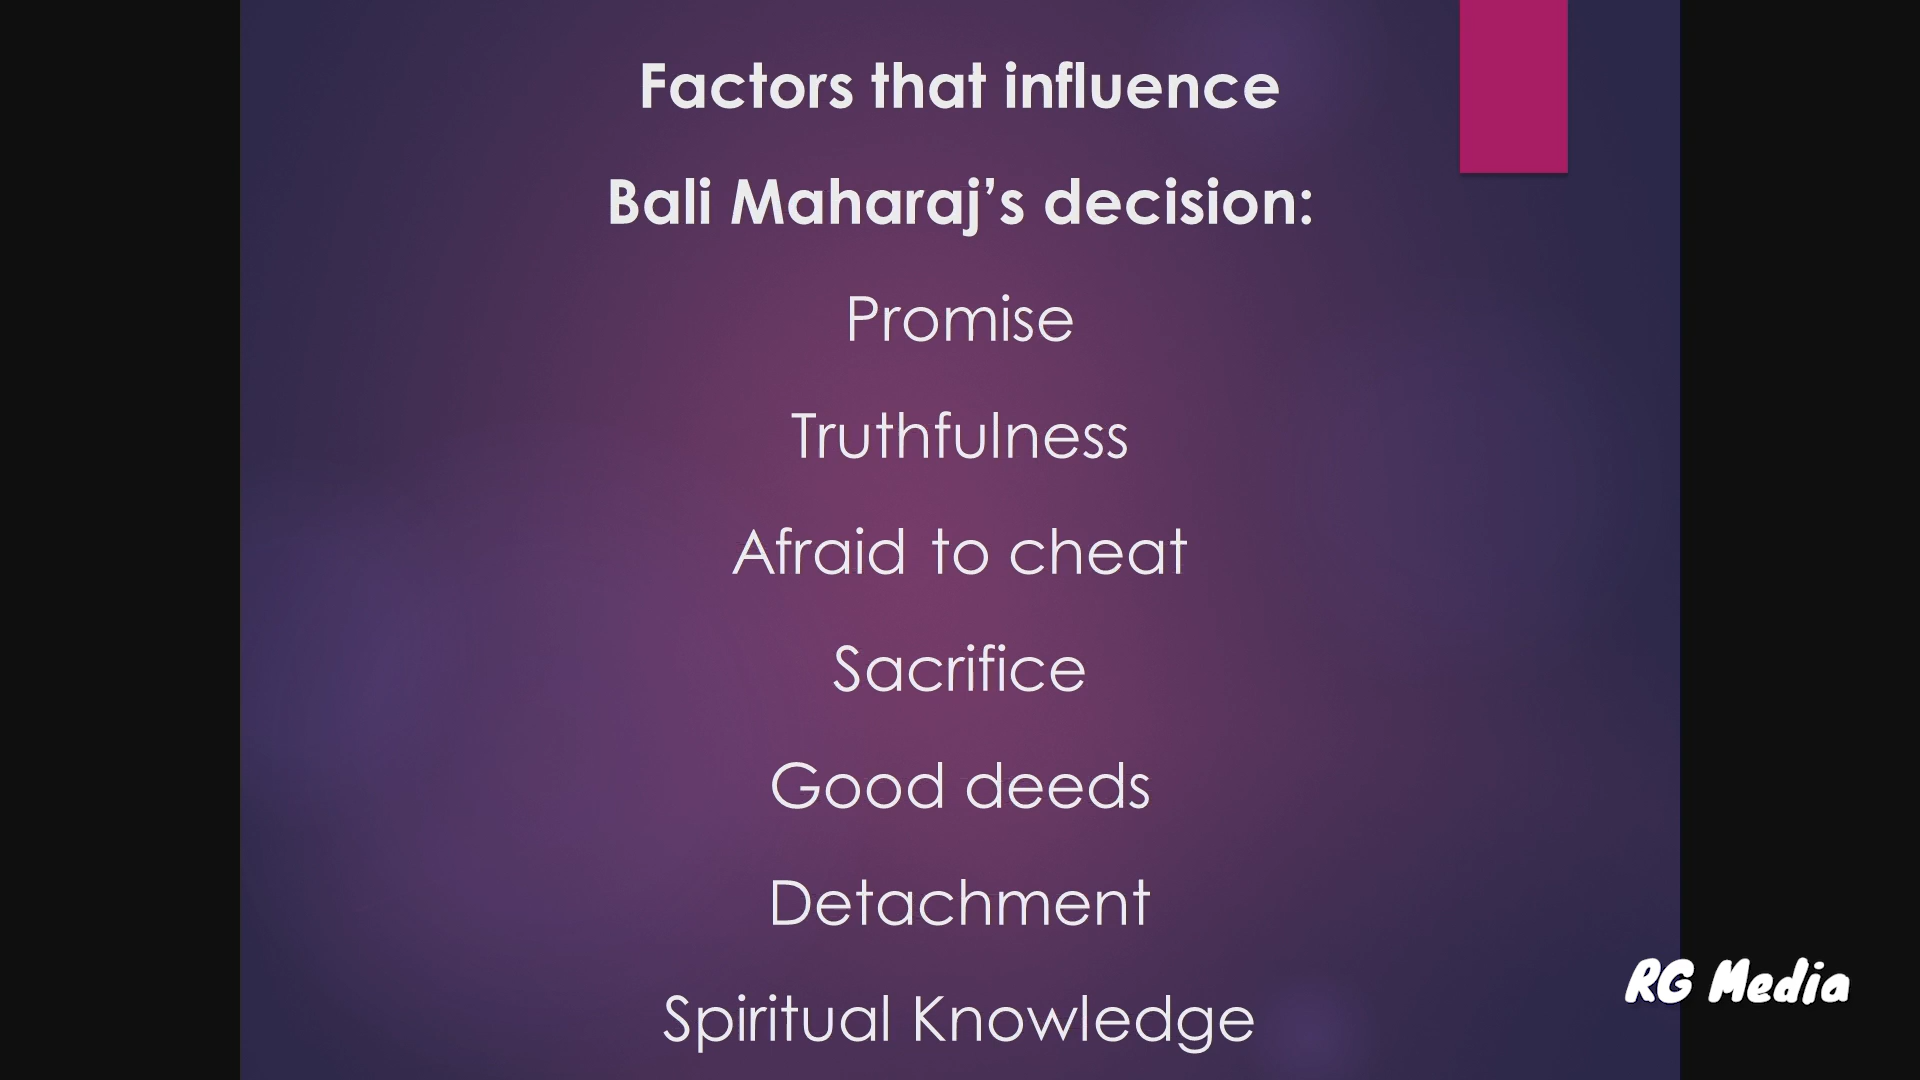 Factors that influence
Bali Maharaj’s decision:
Promise
Truthfulness
Afraid to cheat
Sacrifice
Good deeds
Detachment
Spiritual Knowledge
RG Media